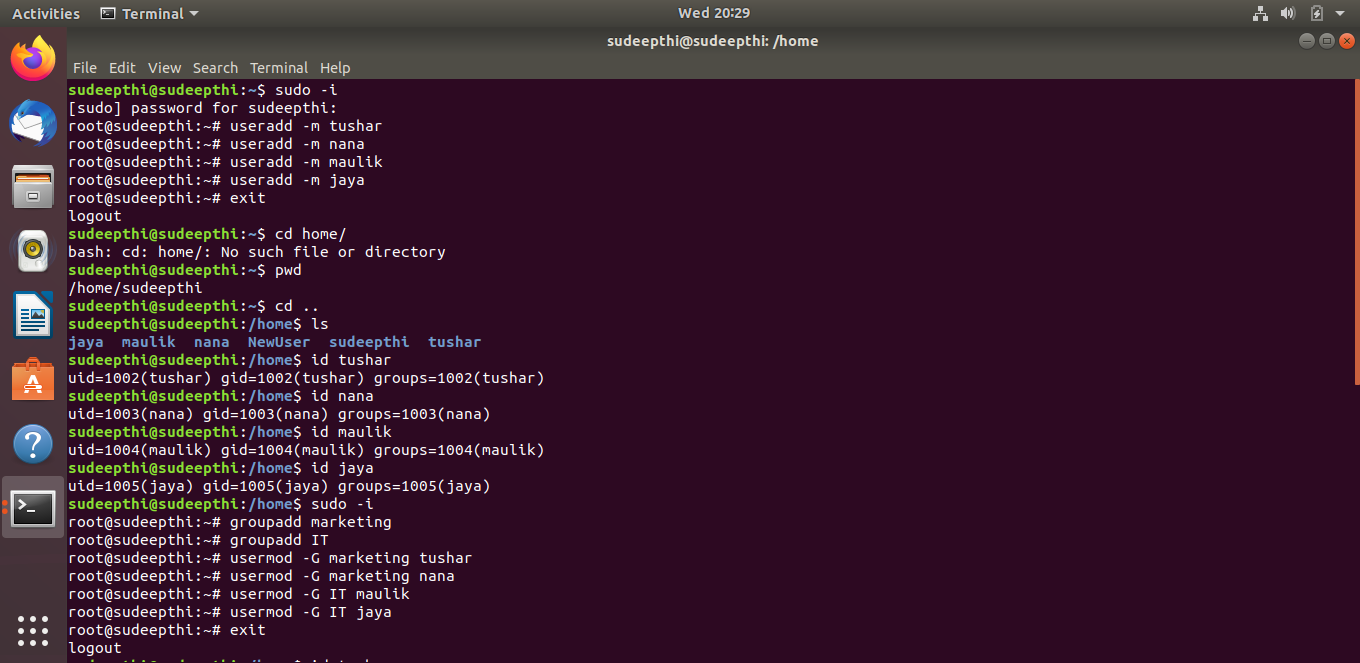 Activities Terminal Wed 20:29
sudeepthi@sudeepthi: /home
File Edit View Search Terminal Help
sudeepthi@sudeepthi:~$ sudo -i
[sudo] password for sudeepthi:
root@sudeepthi:~# useradd -m tushar
root@sudeepthi:~# useradd -m nana
root@sudeepthi:~# useradd -m maulik
root@sudeepthi:~# useradd -m jaya
root@sudeepthi:~# exit
logout
sudeepthi@sudeepthi:~$ cd home/
bash: cd: home/: No such file or directory
sudeepthi@sudeepthi:~$ pwd
/home/sudeepthi
sudeepthi@sudeepthi:~$ cd ..
sudeepthi@sudeepthi:/home$ ls
jaya maulik nana NewUser sudeepthi tushar
sudeepthi@sudeepthi:/home$ id tushar
uid=1002(tushar) gid=1002(tushar) groups=1002(tushar)
sudeepthi@sudeepthi:/home$ id nana
uid=1003(nana) gid=1003(nana) groups=1003(nana)
sudeepthi@sudeepthi:/home$ id maulik
uid=1004(maulik) gid=1004(maulik) groups=1004(maulik)
sudeepthi@sudeepthi:/home$ id jaya
uid=1005(jaya) gid=1005(jaya) groups=1005(jaya)
sudeepthi@sudeepthi:/home$ sudo -i
root@sudeepthi:~# groupadd marketing
root@sudeepthi:~# groupadd IT
root@sudeepthi:~# usermod -G marketing tushar
root@sudeepthi:~# usermod -G marketing nana
root@sudeepthi:~# usermod -G IT maulik
root@sudeepthi:~# usermod -G IT jaya
root@sudeepthi:~# exit
logout